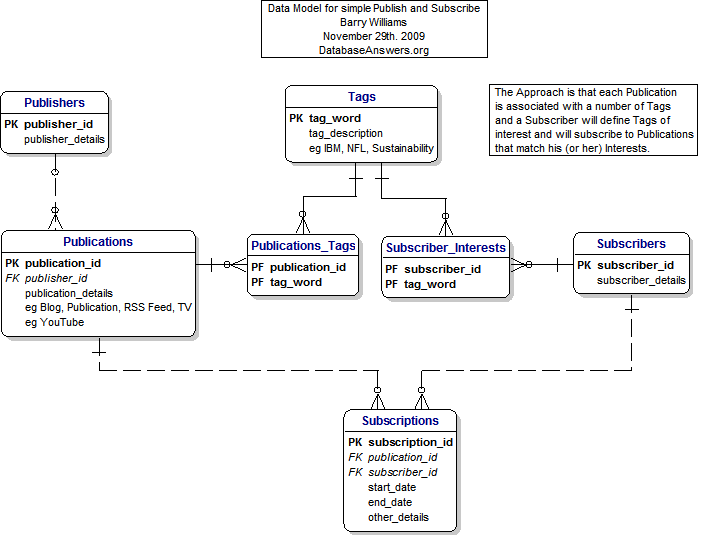 Data Model for simple Publish and Subscribe
Barry Williams
November 29th. 2009
DatabaseAnswers.org
The Approach is that each Publication
is associated with a number of Tags
and a Subscriber will define Tags of
interest and will subscribe to Publications
that match his (or her) Interests.
Publishers
PK publisher_id
publisher_details
Tags
PK tag_word
tag_description
eg IBM, NFL, Sustainability
Publications
PK publication_id
FK publisher_id
publication_details
eg Blog, Publication, RSS Feed, TV
eg YouTube
Publications_Tags
PF publication_id
PF tag_word
Subscriber_Interests
PF subscriber_id
PF tag_word
Subscribers
PK subscriber_id
subscriber_details
Subscriptions
PK subscription_id
FK publication_id
FK subscriber_id
start_date
end_date
other_details